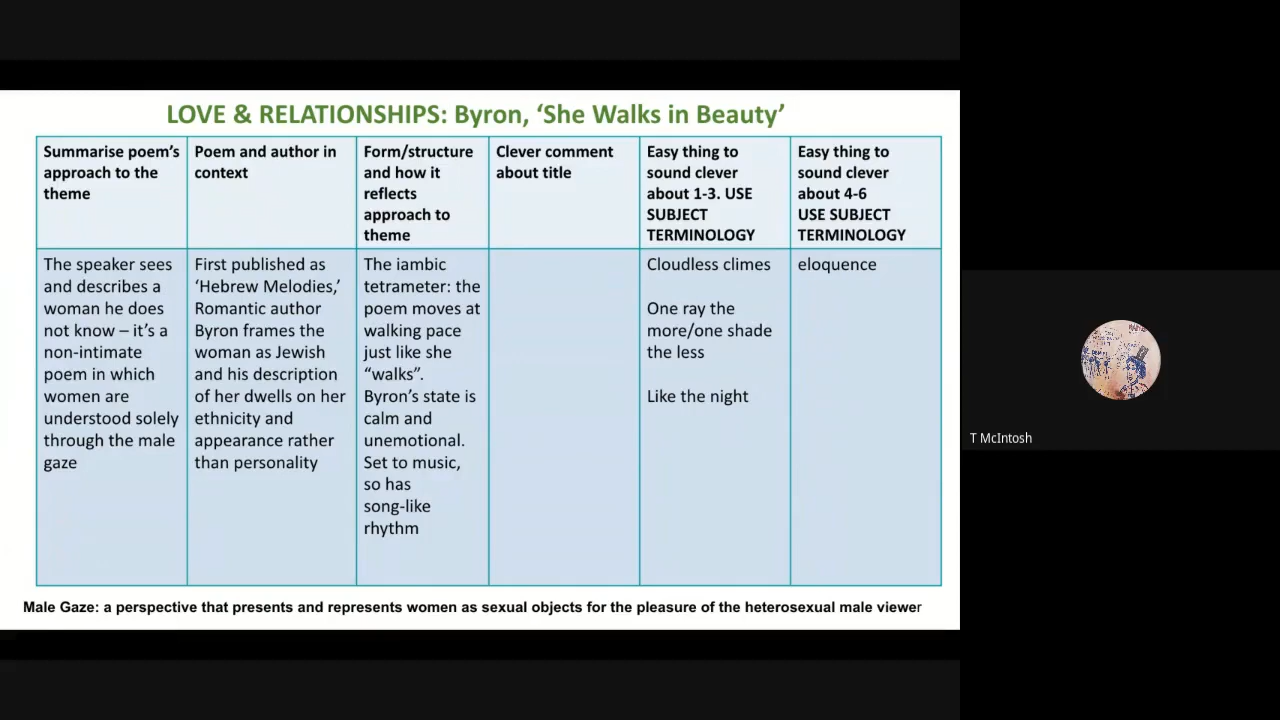 LOVE & RELATIONSHIPS: Byron, ‘She Walks in Beauty’
Summarise poem’s
approach to the
theme
Poem and author in
context
Form/structure
and how it
reflects
approach to
theme
Clever comment
about title
Easy thing to
sound clever
about 1-3. USE
SUBJECT
TERMINOLOGY
Easy thing to
sound clever
about 4-6
USE SUBJECT
TERMINOLOGY
The speaker sees
and describes a
woman he does
not know – it’s a
non-intimate
poem in which
women are
understood solely
through the male
gaze
First published as
‘Hebrew Melodies,’
Romantic author
Byron frames the
woman as Jewish
and his description
of her dwells on her
ethnicity and
appearance rather
than personality
The iambic
tetrameter: the
poem moves at
walking pace
just like she
“walks”.
Byron’s state is
calm and
unemotional.
Set to music,
so has
song-like
rhythm
Cloudless climes
One ray the
more/one shade
the less
Like the night
eloquence
Male Gaze: a perspective that presents and represents women as sexual objects for the pleasure of the heterosexual male viewer
T McIntosh